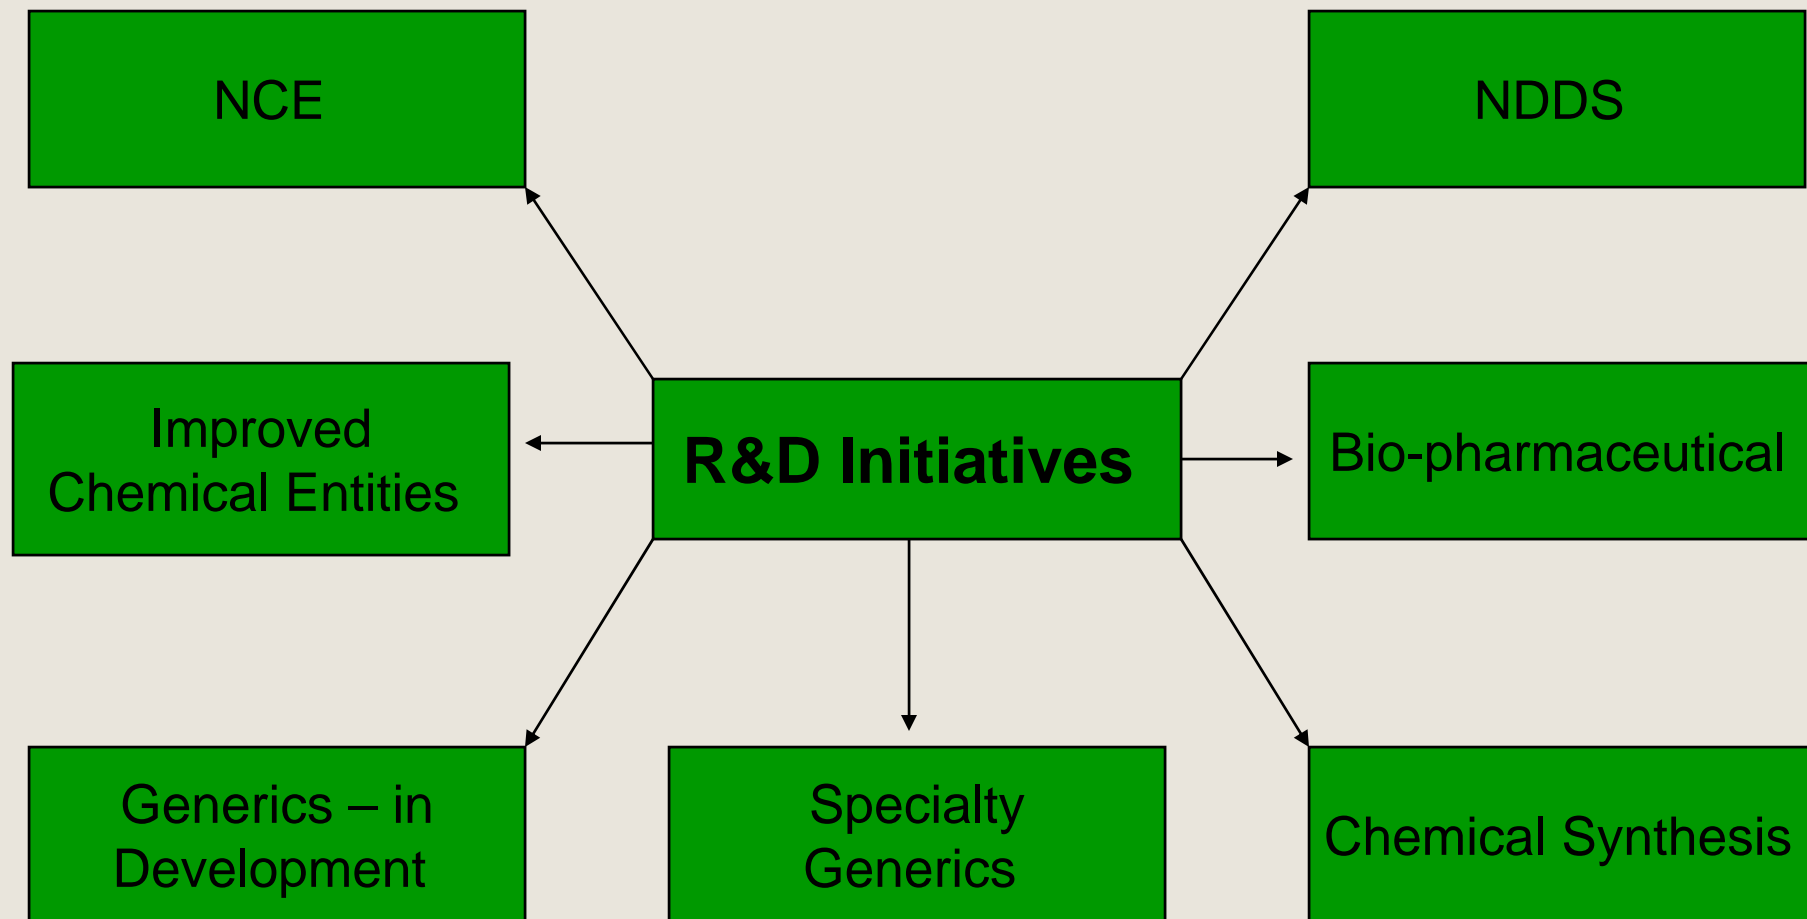 NCE
NDDS
Improved
Chemical Entities
R&D Initiatives
Bio-pharmaceutical
Generics – in
Development
Specialty
Generics
Chemical Synthesis